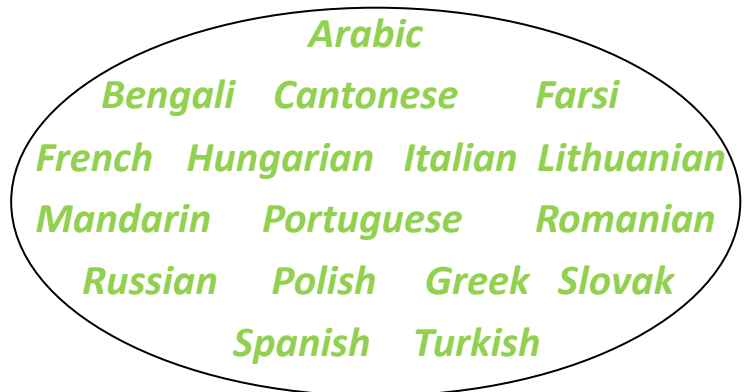 Arabic
Bengali Cantonese Farsi
French Hungarian Italian Lithuanian
Mandarin Portuguese Romanian
Russian Polish Greek Slovak
Spanish Turkish